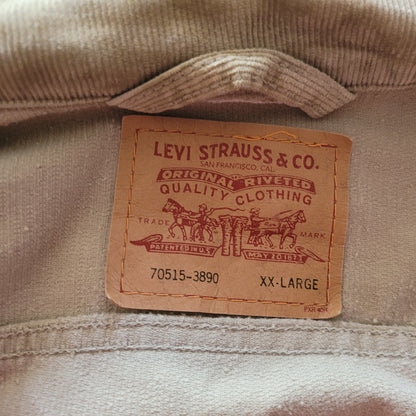 LEVI STRAUSS & CO.
SAN FRANCISCO, CAL.
ORIGINAL RIVETED
QUALITY CLOTHING
TRADE MARK
PATENTED IN U.S. MAY 20 1873
70515-3890 XX-LARGE